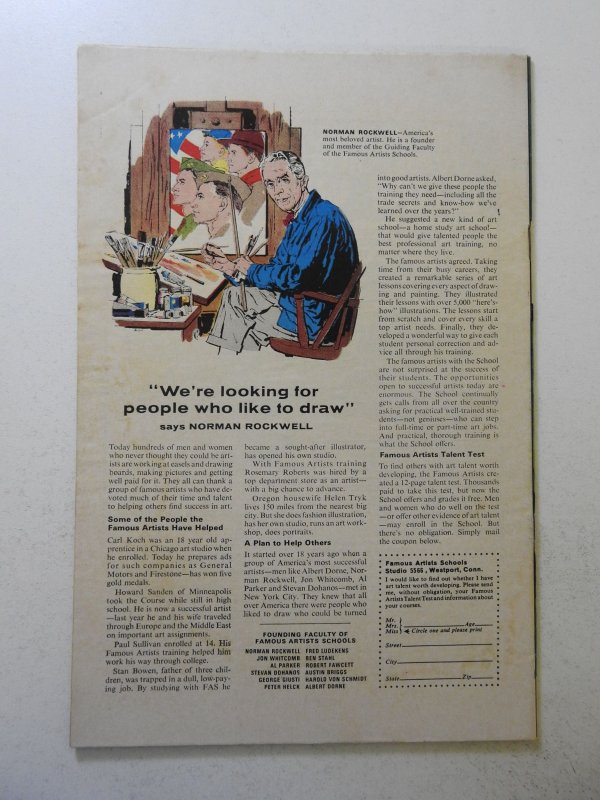 NORMAN ROCKWELL—America's
most beloved artist. He is a founder
and member of the Guiding Faculty
of the Famous Artists Schools.
"We're looking for
people who like to draw"
says NORMAN ROCKWELL
Today hundreds of men and women
who never thought they could be art-
ists are working at easels and drawing
boards, making pictures and getting
well paid for it. They all can thank a
group of famous artists who have de-
voted much of their time and talent
to helping others find success in art.
Some of the People the
Famous Artists Have Helped
Carl Koch was an 18 year old ap-
prentice in a Chicago art studio when
he enrolled. Today he prepares ads
for such companies as General
Motors and Firestone—has won five
gold medals.
Howard Sanden of Minneapolis
took the Course while still in high
school. He is now a successful artist
—last year he and his wife traveled
through Europe and the Middle East
on important art assignments.
Paul Sullivan enrolled at 14. His
Famous Artists training helped him
work his way through college.
Stan Bowen, father of three chil-
dren, was trapped in a dull, low-pay-
ing job. By studying with FAS he
became a sought-after illustrator,
has opened his own studio.
With Famous Artists training
Rosemary Roberts was hired by a
top department store as an artist—
with a big chance to advance.
Oregon housewife Helen Tryk
lives 150 miles from the nearest big
city. But she does fashion illustration,
has her own studio, runs an art work-
shop, does portraits.
A Plan to Help Others
It started over 18 years ago when a
group of America's most successful
artists—men like Albert Dorne, Nor-
man Rockwell, Jon Whitcomb, Al
Parker and Stevan Dohanos—met in
New York City. They knew that all
over America there were people who
liked to draw who could be turned
FOUNDING FACULTY OF
FAMOUS ARTISTS SCHOOLS
NORMAN ROCKWELL FRED LUDEKENS
JON WHITCOMB BEN STAHL
AL PARKER ROBERT FAWCETT
STEVAN DOHANOS AUSTIN BRIGGS
GEORGE GIUSTI HAROLD VON SCHMIDT
PETER HELCK ALBERT DORNE
into good artists. Albert Dorne asked,
"Why can't we give these people the
training they need—including all the
trade secrets and know-how we've
learned over the years?"
He suggested a new kind of art
school—a home study art school—
that would give talented people the
best professional art training, no
matter where they live.
The famous artists agreed. Taking
time from their busy careers, they
created a remarkable series of art
lessons covering every aspect of draw-
ing and painting. They illustrated
their lessons with over 5,000 "here's-
how" illustrations. The lessons start
from scratch and cover every skill a
top artist needs. Finally, they de-
veloped a wonderful way to give each
student personal correction and ad-
vice all through his training.
The famous artists with the School
are not surprised at the success of
their students. The opportunities
open to successful artists today are
enormous. The School continually
gets calls from all over the country
asking for practical well-trained stu-
dents—not geniuses—who can step
into full-time or part-time art jobs.
And practical, thorough training is
what the School offers.
Famous Artists Talent Test
To find others with art talent worth
developing, the Famous Artists cre-
ated a 12-page talent test. Thousands
paid to take this test, but now the
School offers and grades it free. Men
and women who do well on the test
—or offer other evidence of art talent
—may enroll in the School. But
there's no obligation. Simply mail
the coupon below.
Famous Artists Schools
Studio 5565, Westport, Conn.
I would like to find out whether I have
art talent worth developing. Please send
me, without obligation, your Famous
Artists Talent Test and information about
your courses.
Mr.
Mrs. Age
Miss Circle one and please print
Street
City
State Zip